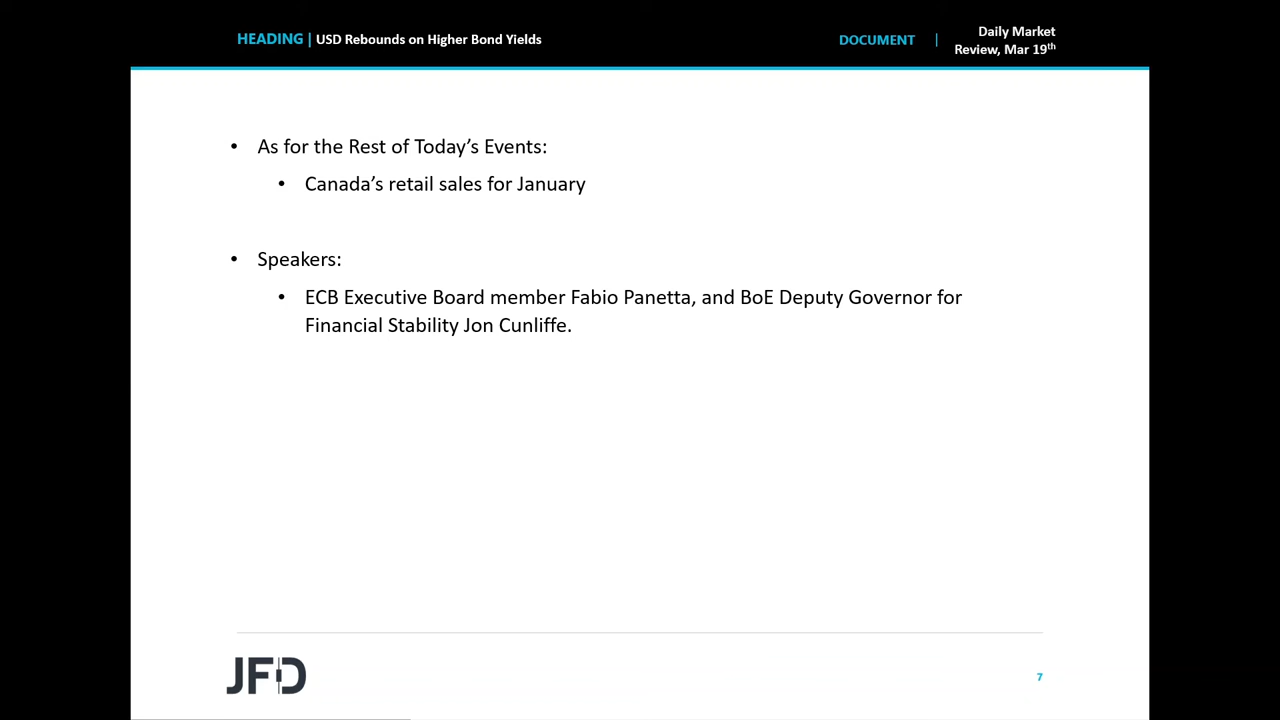 HEADING | USD Rebounds on Higher Bond Yields
DOCUMENT |
Daily Market
Review, Mar 19th
• As for the Rest of Today’s Events:
• Canada’s retail sales for January
• Speakers:
• ECB Executive Board member Fabio Panetta, and BoE Deputy Governor for
Financial Stability Jon Cunliffe.
JFD
7